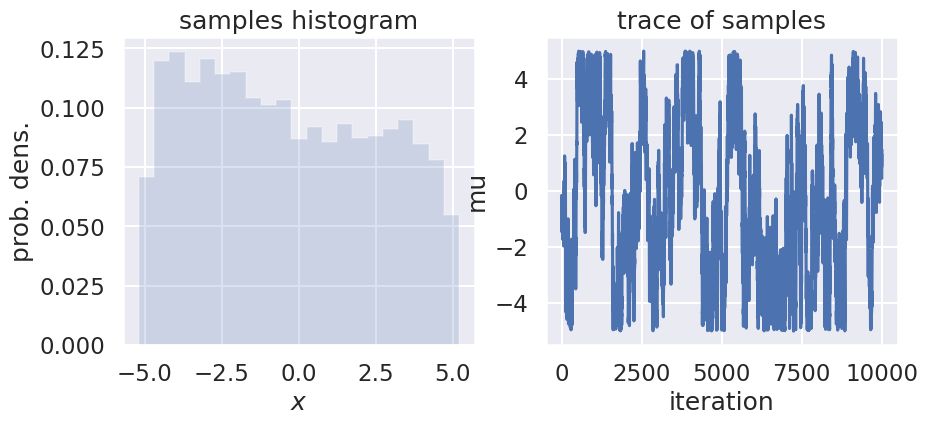 samples histogram
0.125
0.100
0.075
0.050
0.025
0.000
prob. dens.
−5.0 −2.5 0.0 2.5 5.0
x
trace of samples
4
2
0
−2
−4
mu
0 2500 5000 7500 10000
iteration